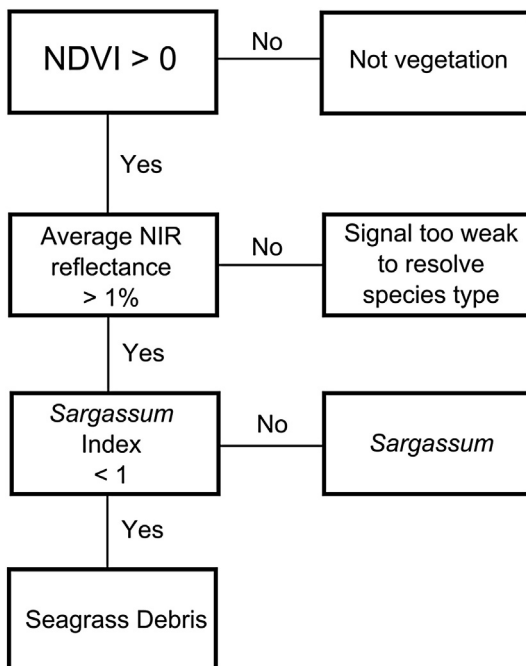 NDVI > 0
No
Not vegetation
Yes
Average NIR
reflectance
> 1%
No
Signal too weak
to resolve
species type
Yes
Sargassum
Index
< 1
No
Sargassum
Yes
Seagrass Debris